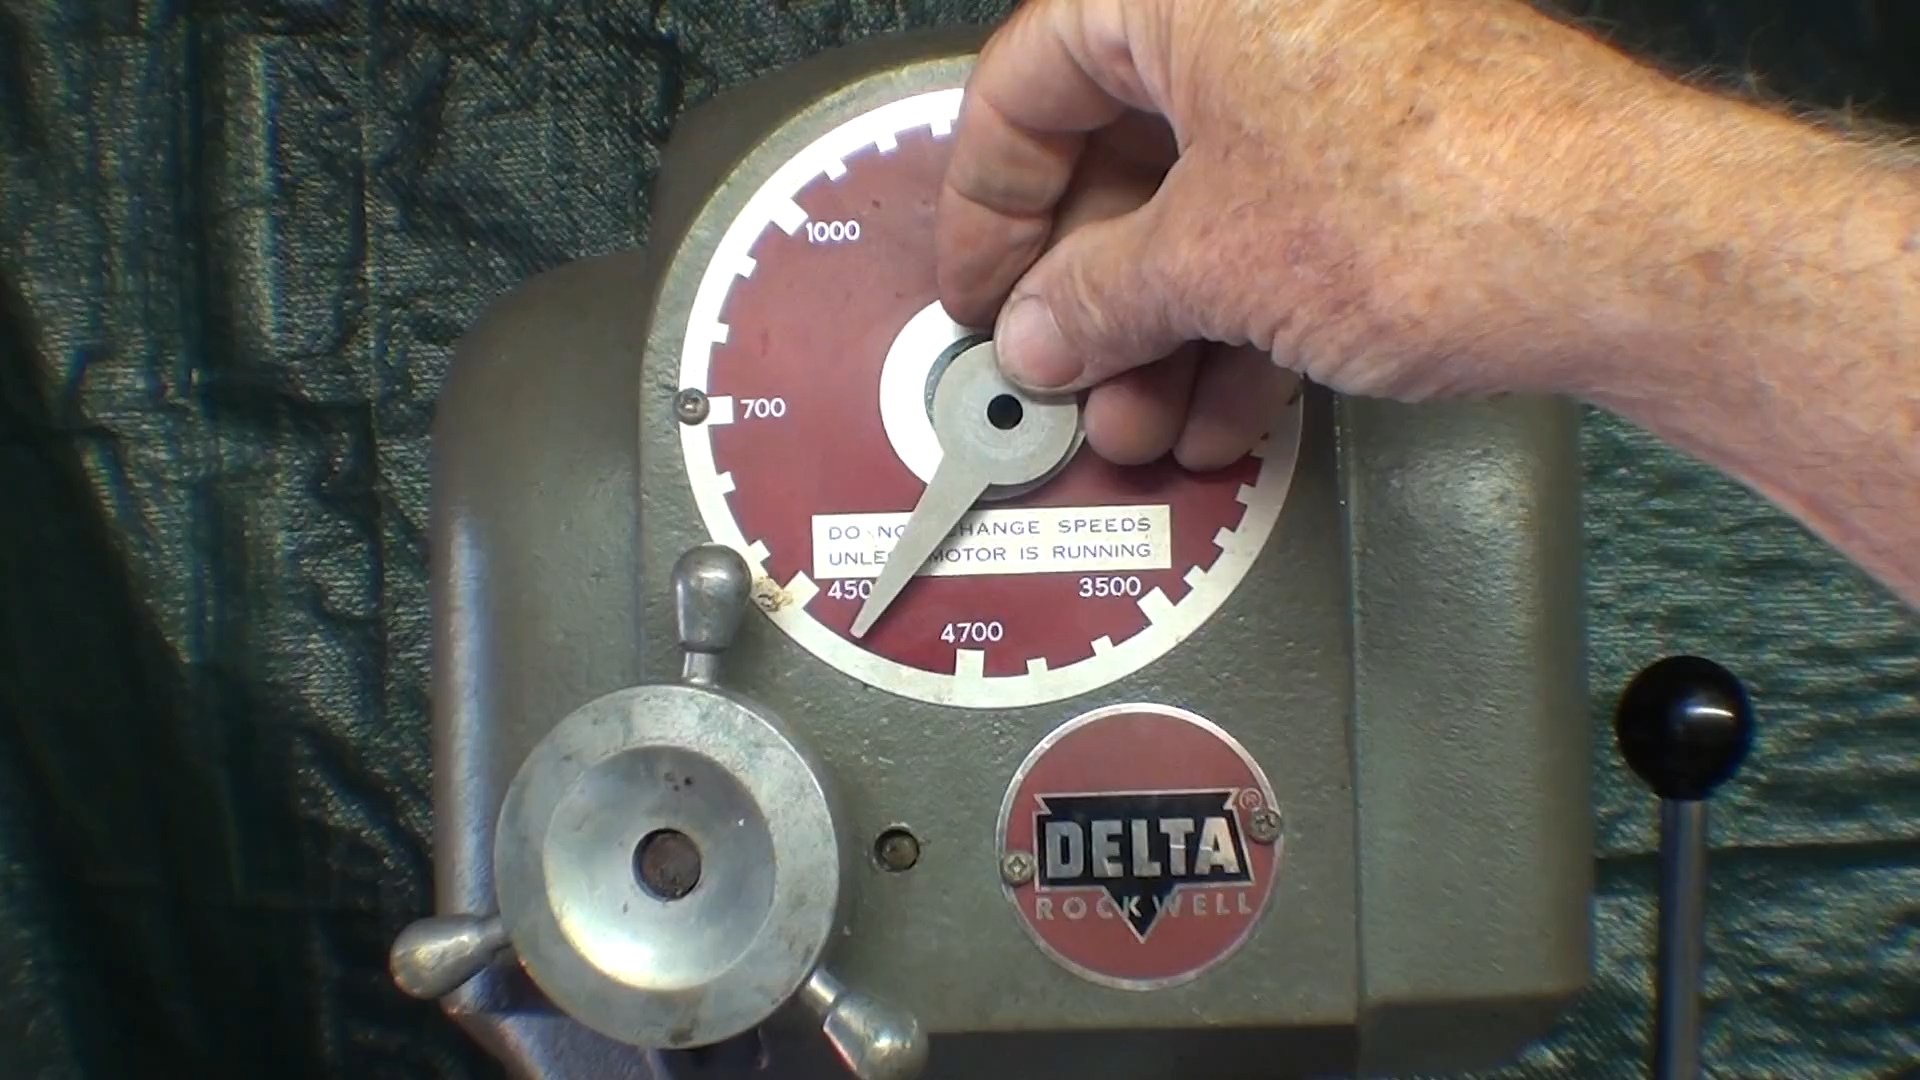 1000
700
DO NO HANGE SPEEDS
UNLE MOTOR IS RUNNING
450
3500
4700
®
DELTA
ROCKWELL